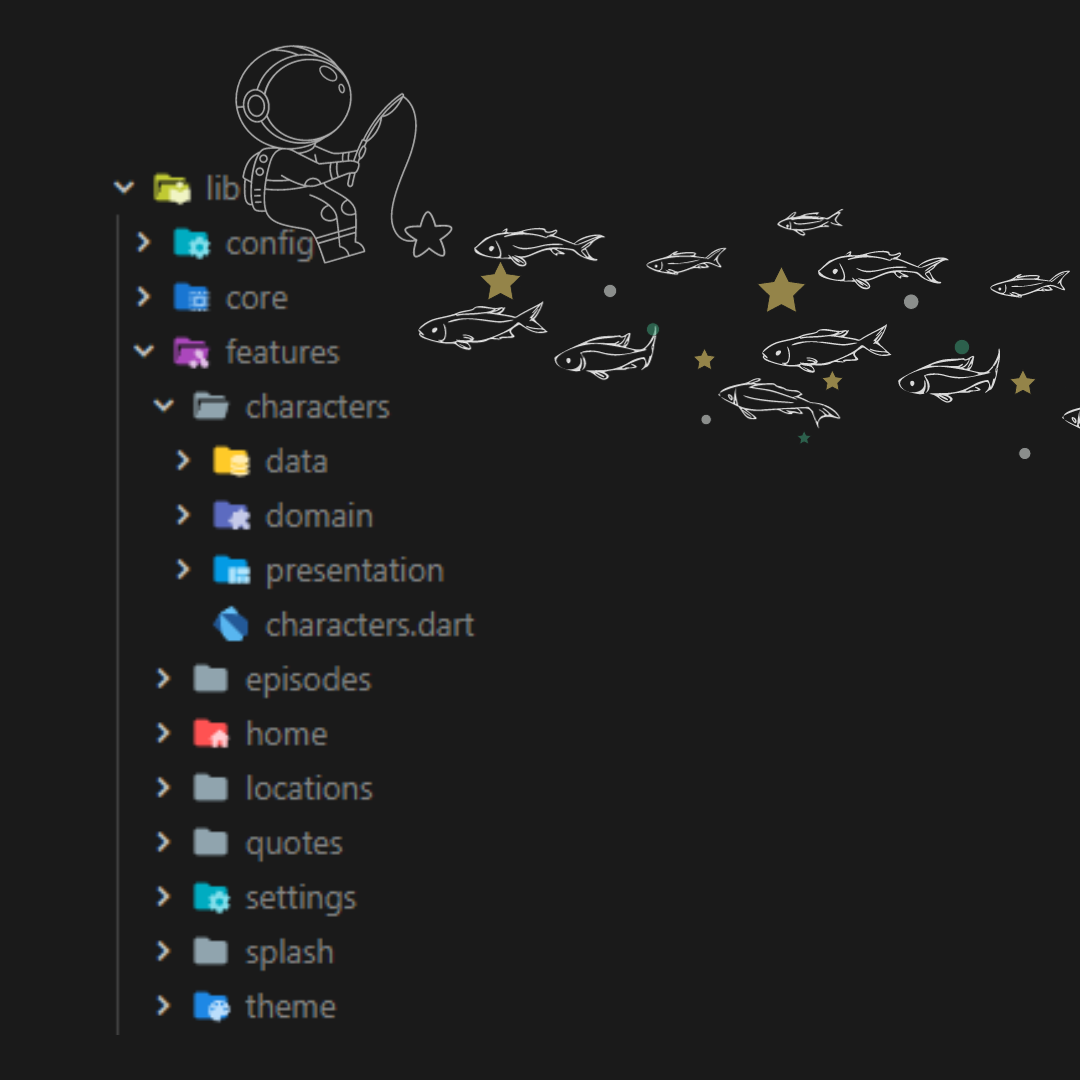 lib
config
core
features
characters
data
domain
presentation
characters.dart
episodes
home
locations
quotes
settings
splash
theme